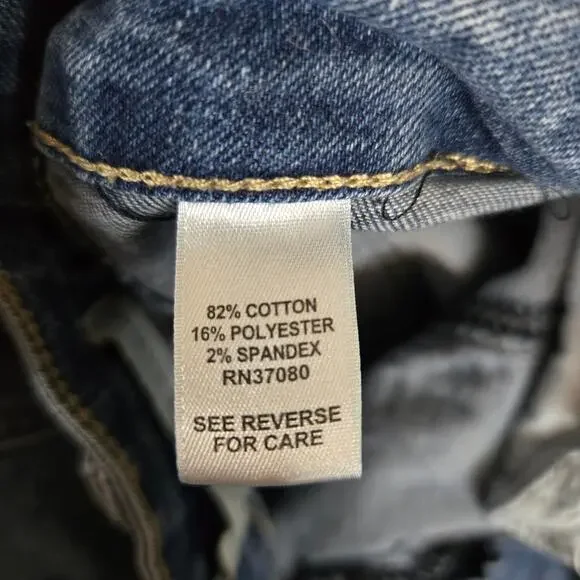 82% COTTON
16% POLYESTER
2% SPANDEX
RN37080
SEE REVERSE
FOR CARE